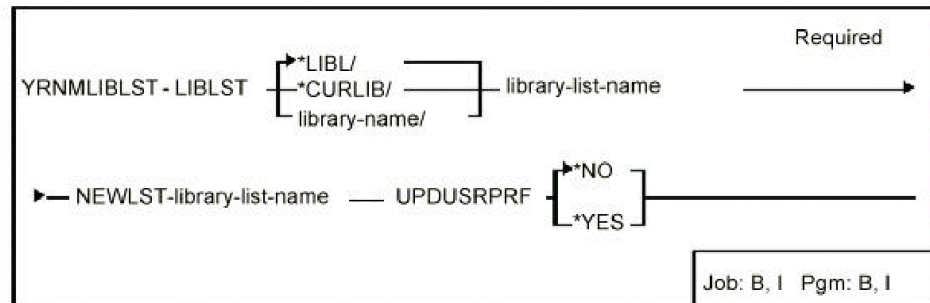 Required
*LIBL/
YRNMLIBLST - LIBLST *CURLIB/ library-list-name
library-name/
NEWLST-library-list-name UPDUSRPRF *NO
*YES
Job: B, I Pgm: B, I